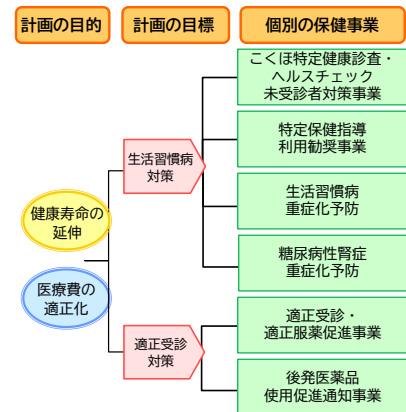 計画の目的
計画の目標
個別の保健事業
こくほ特定健康診査・
ヘルスチェック
未受診者対策事業
特定保健指導
利用勧奨事業
生活習慣病
対策
生活習慣病
重症化予防
健康寿命の
延伸
糖尿病性腎症
重症化予防
医療費の
適正化
適正受診・
適正服薬促進事業
適正受診
対策
後発医薬品
使用促進通知事業